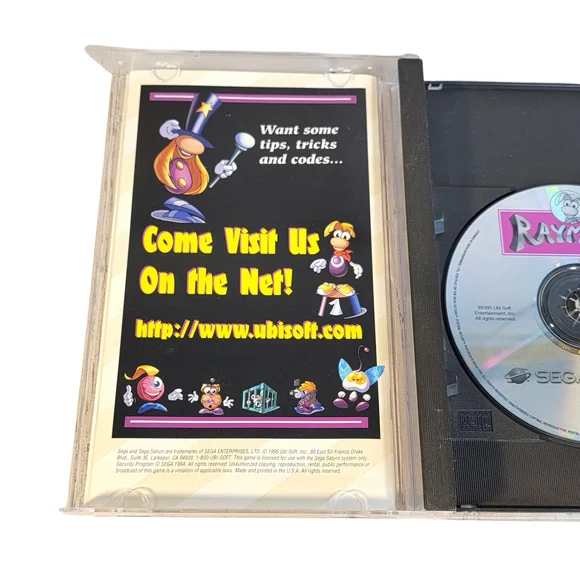 Want some
tips, tricks
and codes...
Come Visit Us
On the Net!
http://www.ubisoft.com
1
Sega and Sega Saturn are trademarks of SEGA ENTERPRISES, LTD. © 1995 Ubi Soft, Inc., 80 East Sir Francis Drake
Blvd., Suite 3E, Larkspur, CA 94939. 1-800-UBI-SOFT. This game is licensed for use with the Sega Saturn system only.
Security Program © SEGA 1994. All rights reserved. Unauthorized copying, reproduction, rental, public performance or
broadcast of this game is a violation of applicable laws. Made and printed in the U.S.A. All rights reserved.
RAYM
©1995 Ubi Soft
Entertainment, Inc.
All rights reserved.
SEGA